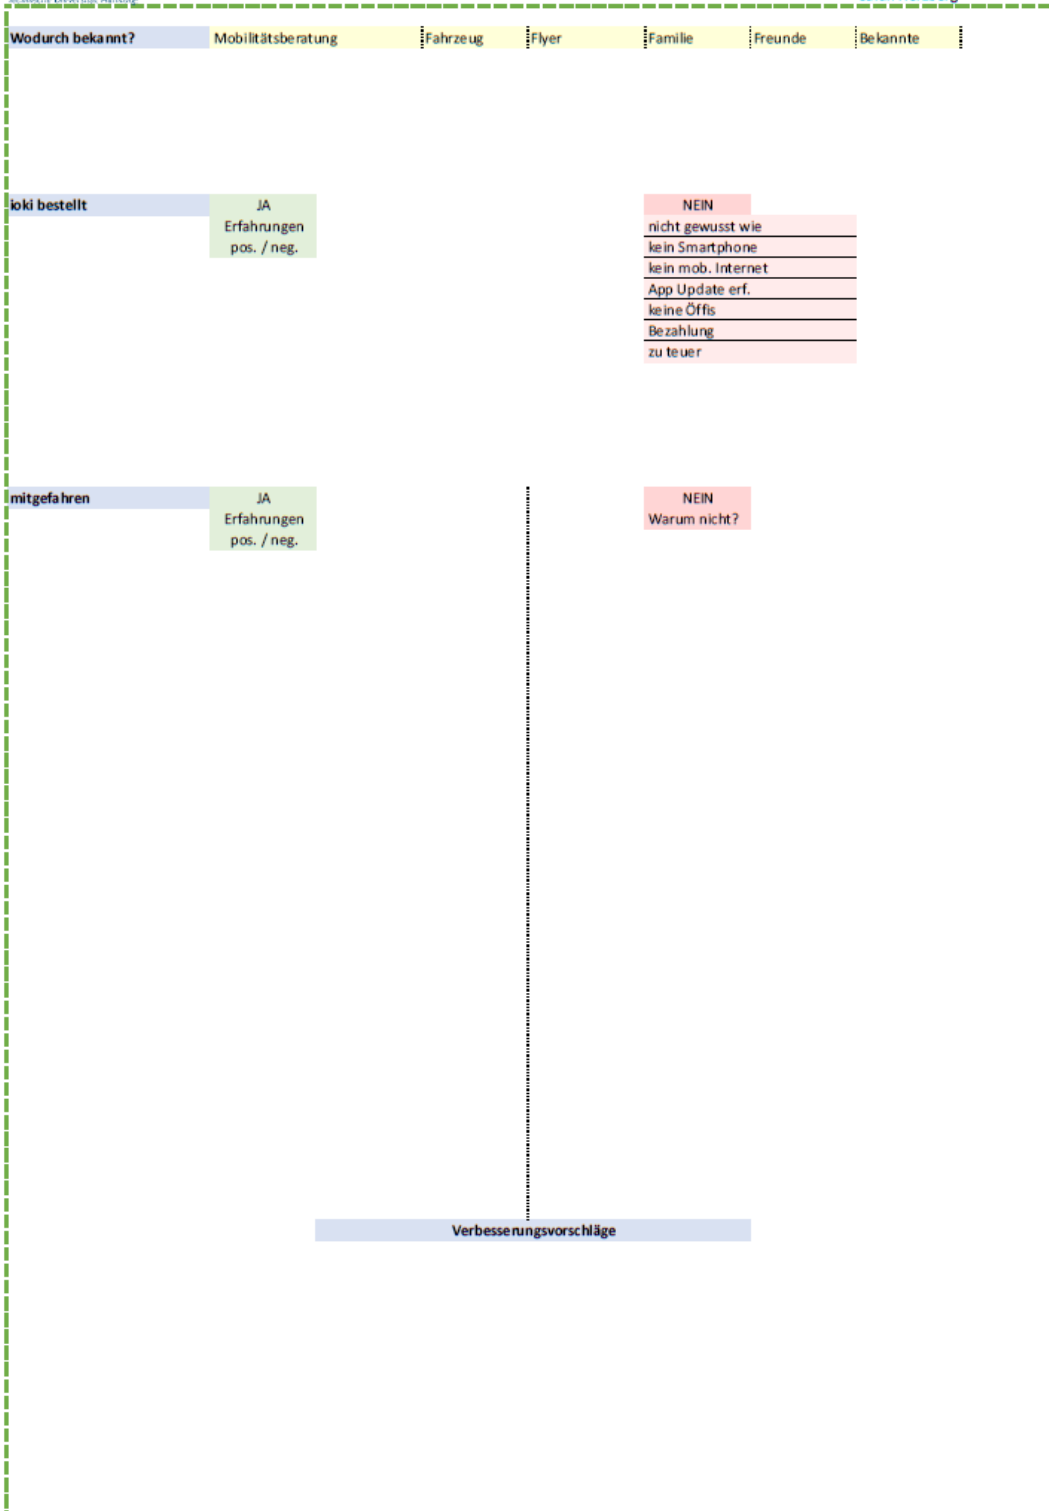 Wodurch bekannt? Mobilitätsberatung Fahrzeug Flyer Familie Freunde Bekannte
ioki bestellt JA NEIN
Erfahrungen nicht gewusst wie
pos. / neg. kein Smartphone
kein mob. Internet
App Update erf.
keine Öffis
Bezahlung
zu teuer
mitgefahren JA NEIN
Erfahrungen Warum nicht?
pos. / neg.
Verbesserungsvorschläge